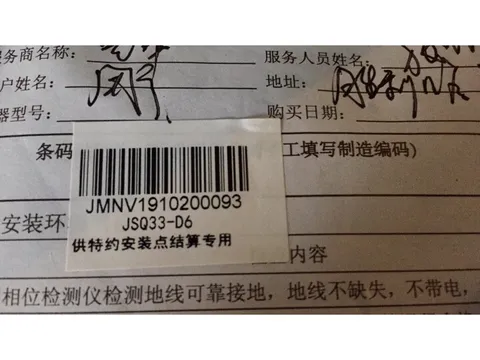 服务商名称:
服务人员姓名:
户姓名:
地址:
器型号:
购买日期:
条码
工填写制造编码)
JMNV1910200093
JSQ33-D6
供特约安装点结算专用
安装环
内容
相位检测仪检测地线可靠接地,地线不缺失,不带电,